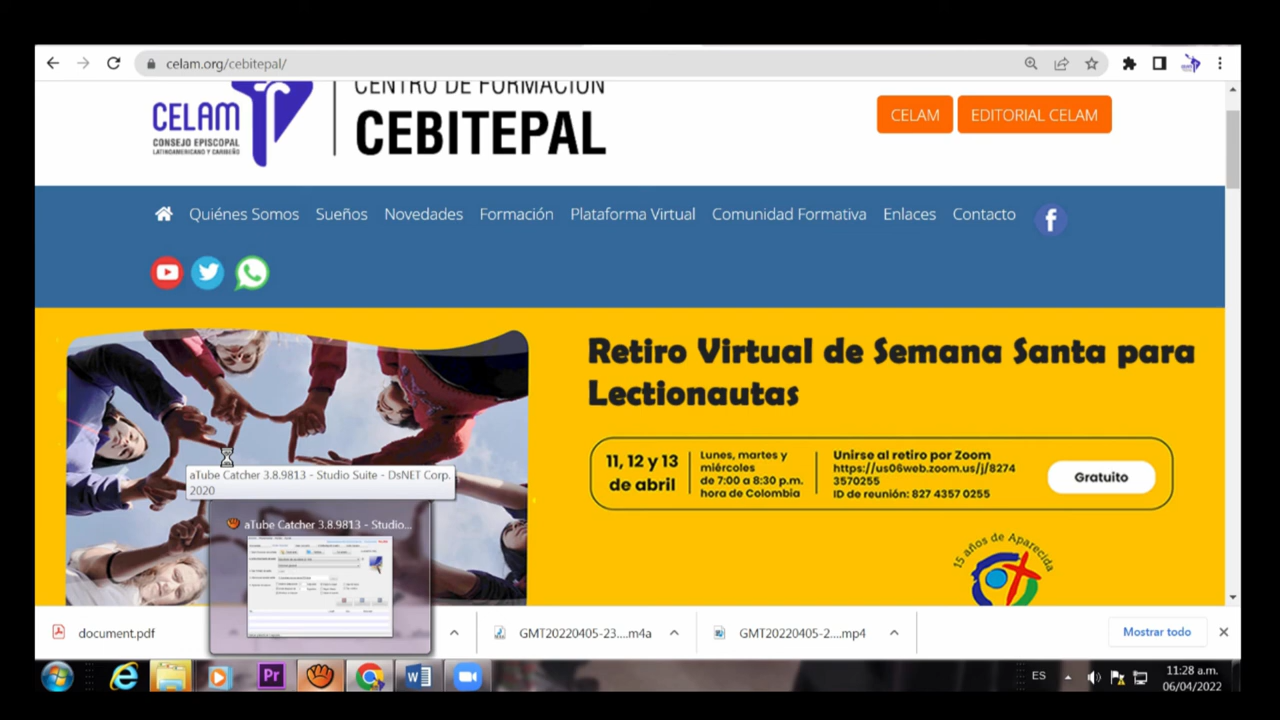 celam.org/cebitepal/
CENTRO DE FORMACIÓN
CEBITEPAL
CELAM
CONSEJO EPISCOPAL
LATINOAMERICANO Y CARIBEÑO
CELAM
EDITORIAL CELAM
Quiénes Somos
Sueños
Novedades
Formación
Plataforma Virtual
Comunidad Formativa
Enlaces
Contacto
Retiro Virtual de Semana Santa para
Lectionautas
11, 12 y 13
de abril
Lunes, martes y
miércoles
de 7:00 a 8:30 p.m.
hora de Colombia
Unirse al retiro por Zoom
https://us06web.zoom.us/j/8274
3570255
ID de reunión: 827 4357 0255
Gratuito
15 años de Aparecida
aTube Catcher 3.8.9813 - Studio Suite - DsNET Corp.
2020
aTube Catcher 3.8.9813 - Studio...
document.pdf
GMT20220405-23....m4a
GMT20220405-2....mp4
Mostrar todo
Pr
ES
11:28 a.m.
06/04/2022